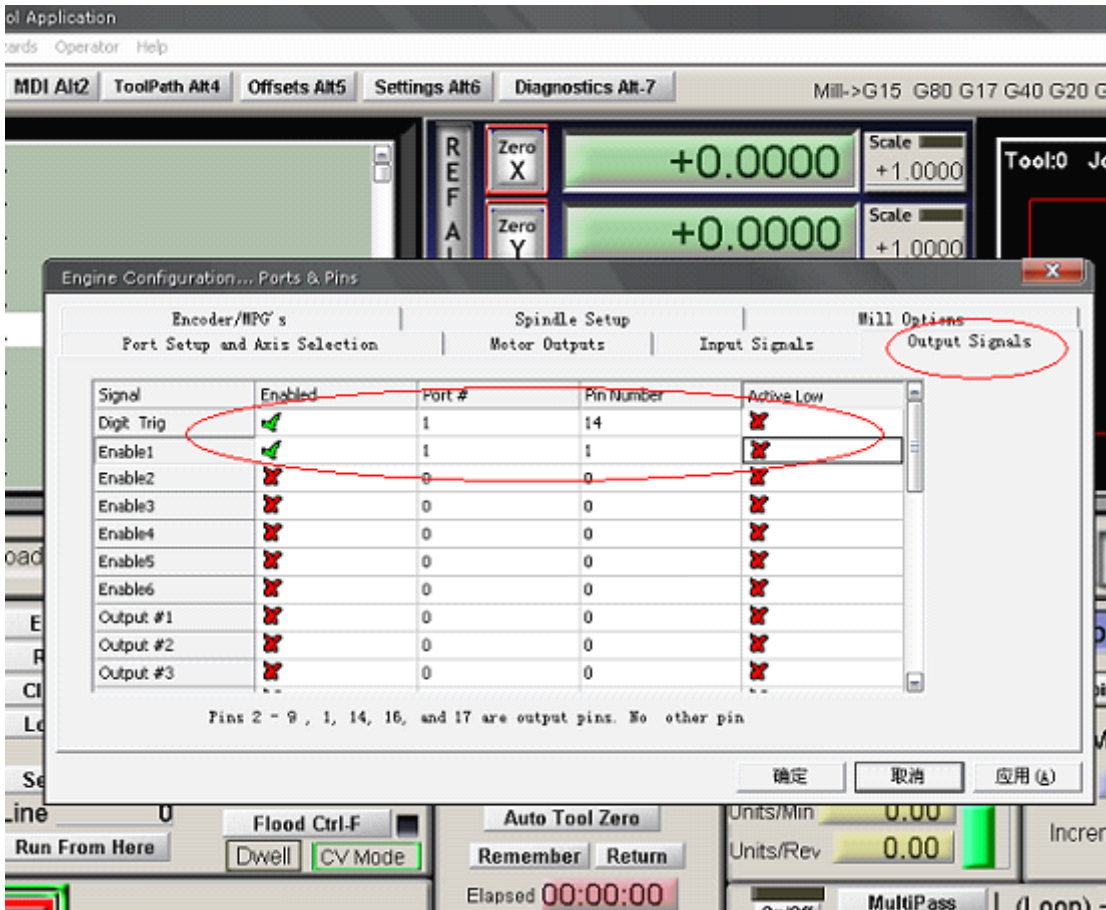 ol Application
Operator Help
MDI Alt2 ToolPath Alt4 Offsets Alt5 Settings Alt6 Diagnostics Alt-7 Mill->G15 G80 G17 G40 G20
REF Zero X +0.0000 Scale +1.0000 Tool:0
Zero Y +0.0000 Scale +1.0000
Engine Configuration... Ports & Pins
Encoder/MPG's Spindle Setup Mill Options
Port Setup and Axis Selection Motor Outputs Input Signals Output Signals
Signal Enabled Port # Pin Number Active Low
Digit Trig 1 14
Enable1 1 1
Enable2 0 0
Enable3 0 0
Enable4 0 0
Enable5 0 0
Enable6 0 0
Output #1 0 0
Output #2 0 0
Output #3 0 0
Pins 2 - 9 , 1, 14, 16, and 17 are output pins. No other pin
确定 取消 应用(A)
Line 0 Flood Ctrl-F Auto Tool Zero Units/Min 0.00
Run From Here Dwell CV Mode Remember Return Units/Rev 0.00 Increm
Elapsed 00:00:00 On/Off MultiPass (Loop)